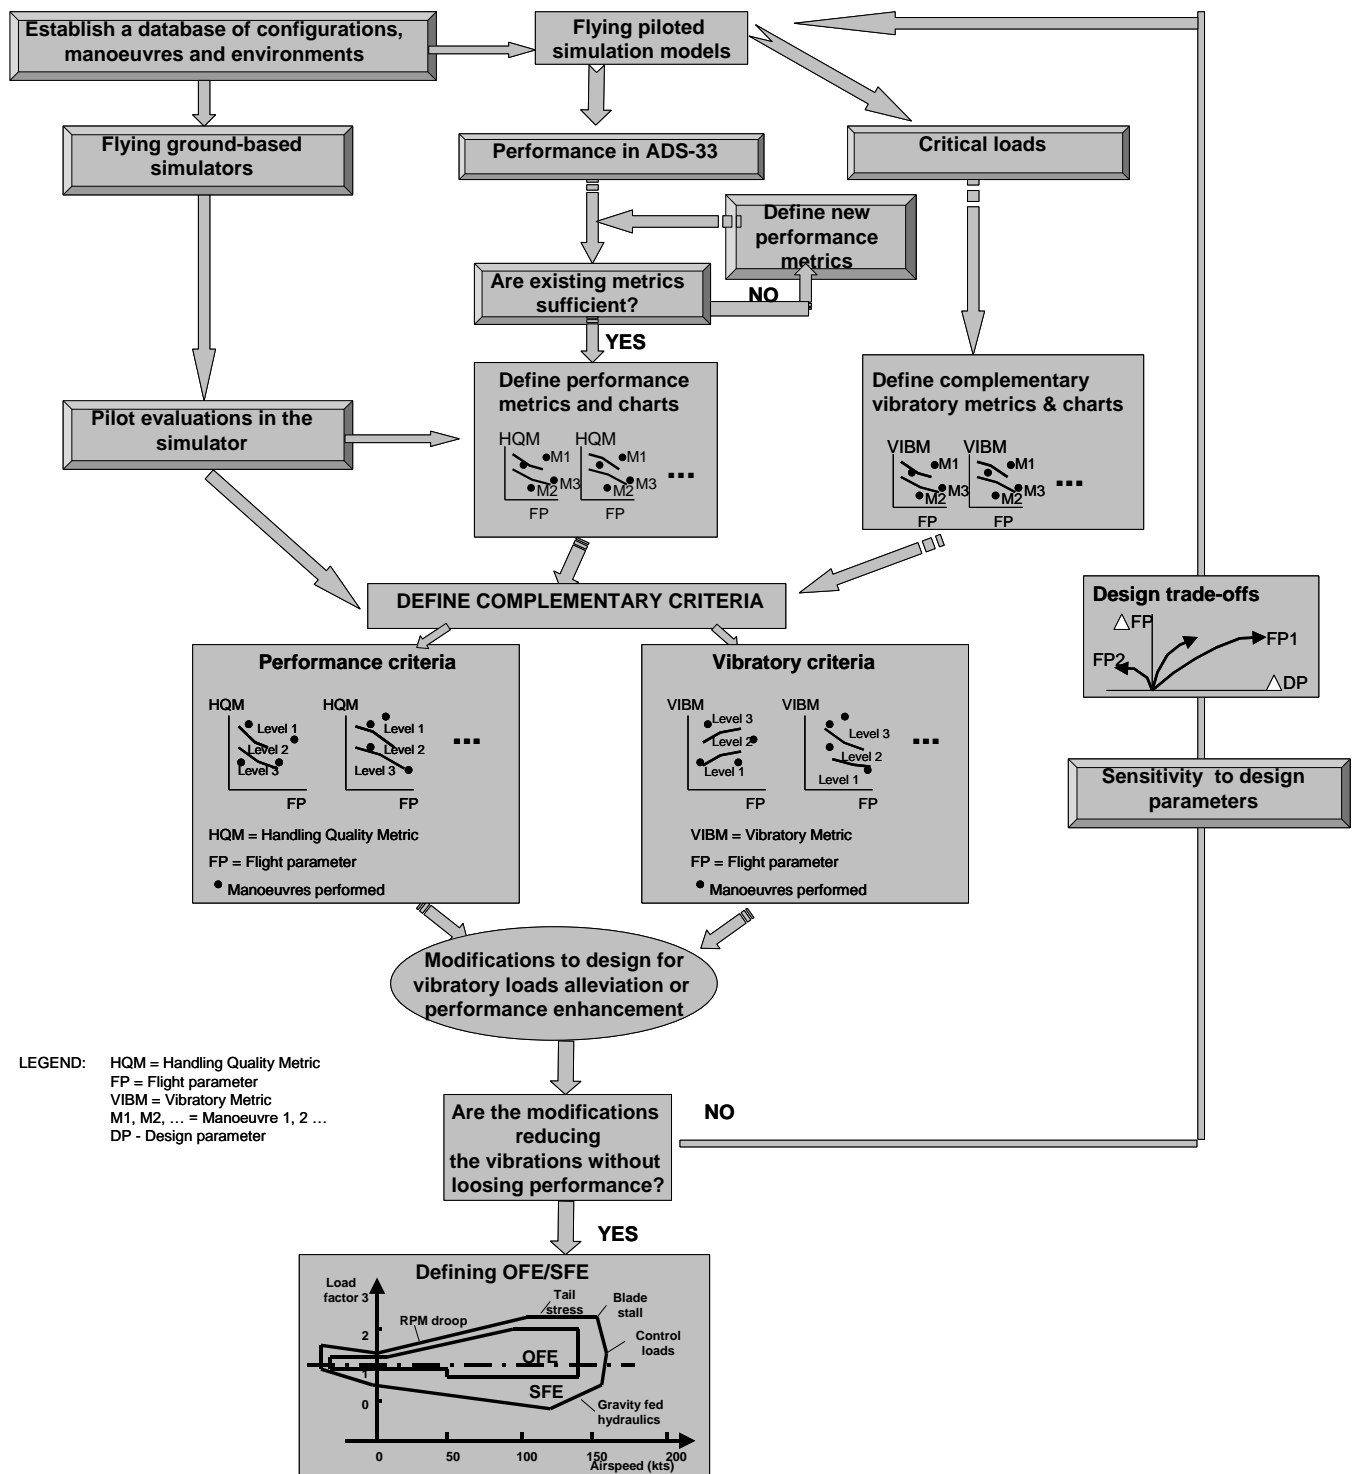 Establish a database of configurations,
manoeuvres and environments
Flying piloted
simulation models
Flying ground-based
simulators
Performance in ADS-33
Critical loads
Define new
performance
metrics
Are existing metrics
sufficient?
NO
YES
Pilot evaluations in the
simulator
Define performance
metrics and charts
HQM
M1
M2
M3
FP
HQM
M1
M2
M3
FP
...
Define complementary
vibratory metrics & charts
VIBM
M1
M2
M3
FP
VIBM
M1
M2
M3
FP
...
DEFINE COMPLEMENTARY CRITERIA
Design trade-offs
△FP
FP1
FP2
△DP
Performance criteria
HQM
Level 1
Level 2
Level 3
FP
HQM
Level 1
Level 2
Level 3
FP
...
HQM = Handling Quality Metric
FP = Flight parameter
• Manoeuvres performed
Vibratory criteria
VIBM
Level 3
Level 2
Level 1
VIBM
Level 3
Level 2
Level 1
FP
...
VIBM = Vibratory Metric
FP = Flight parameter
• Manoeuvres performed
Sensitivity to design
parameters
Modifications to design for
vibratory loads alleviation or
performance enhancement
LEGEND: HQM = Handling Quality Metric
FP = Flight parameter
VIBM = Vibratory Metric
M1, M2, … = Manoeuvre 1, 2 …
DP - Design parameter
Are the modifications
reducing
the vibrations without
loosing performance?
NO
YES
Defining OFE/SFE
Load
factor 3
2
1
0
RPM droop
Tail
stress
Blade
stall
Control
loads
OFE
SFE
Gravity fed
hydraulics
0 50 100 150 200
Airspeed (kts)